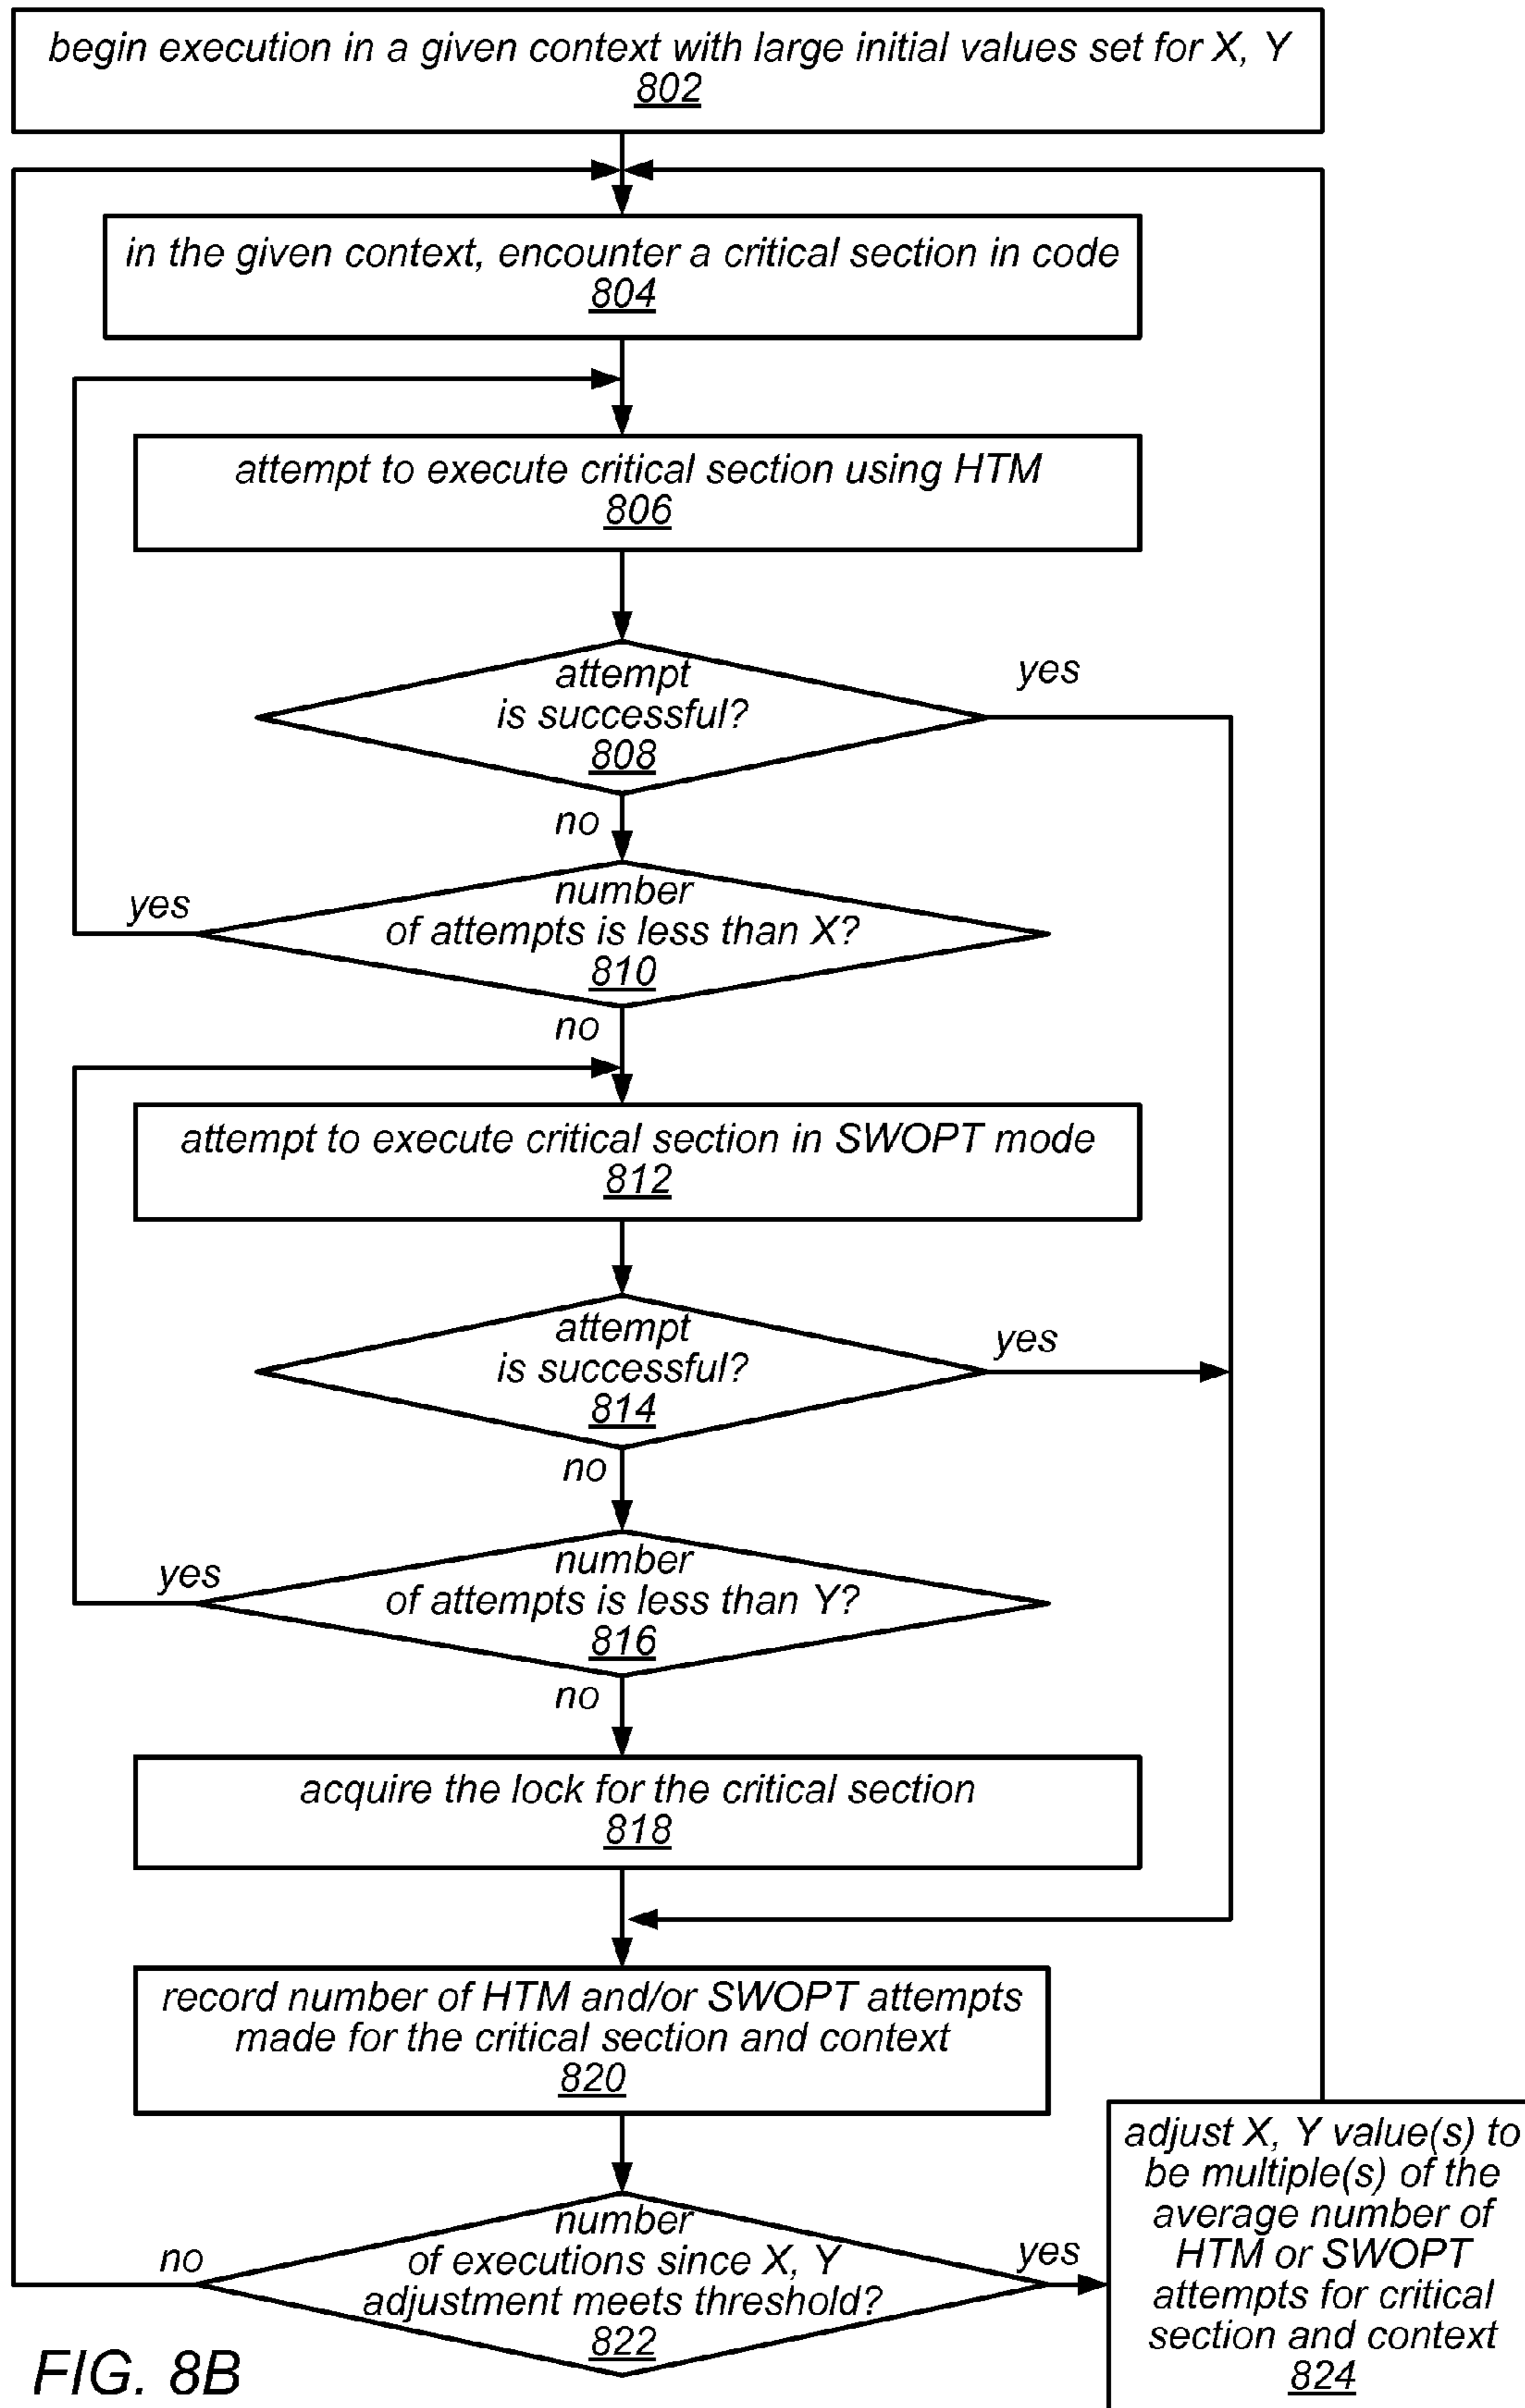 begin execution in a given context with large initial values set for X, Y
802
in the given context, encounter a critical section in code
804
attempt to execute critical section using HTM
806
attempt
is successful?
808
yes
no
number
of attempts is less than X?
810
yes
no
attempt to execute critical section in SWOPT mode
812
attempt
is successful?
814
yes
no
number
of attempts is less than Y?
816
yes
no
acquire the lock for the critical section
818
record number of HTM and/or SWOPT attempts
made for the critical section and context
820
number
of executions since X, Y
adjustment meets threshold?
822
no
yes
adjust X, Y value(s) to
be multiple(s) of the
average number of
HTM or SWOPT
attempts for critical
section and context
824
FIG. 8B